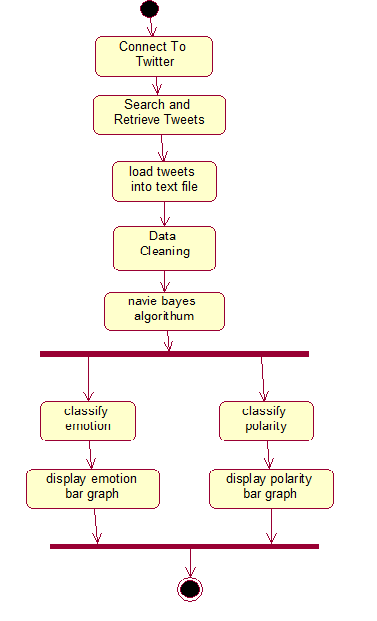 Connect To
Twitter
Search and
Retrieve Tweets
load tweets
into text file
Data
Cleaning
navie bayes
algorithum
classify
emotion
classify
polarity
display emotion
bar graph
display polarity
bar graph